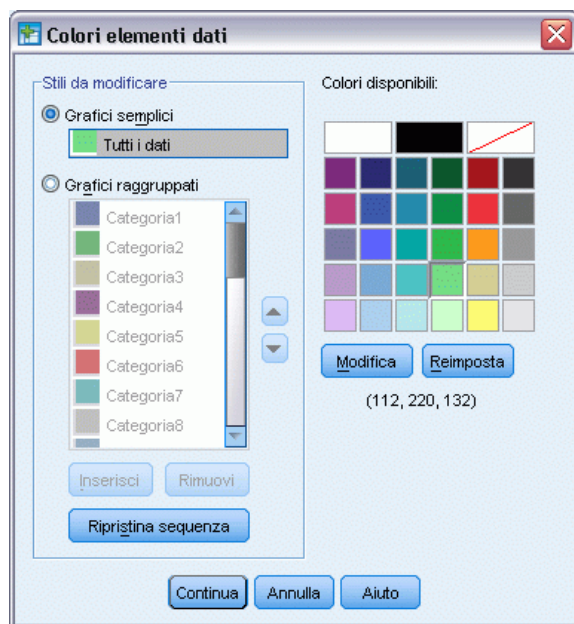 Colori elementi dati
Stili da modificare
Grafici semplici
Tutti i dati
Grafici raggruppati
Categoria1
Categoria2
Categoria3
Categoria4
Categoria5
Categoria6
Categoria7
Categoria8
Inserisci
Rimuovi
Ripristina sequenza
Colori disponibili:
Modifica
Reimposta
(112, 220, 132)
Continua
Annulla
Aiuto